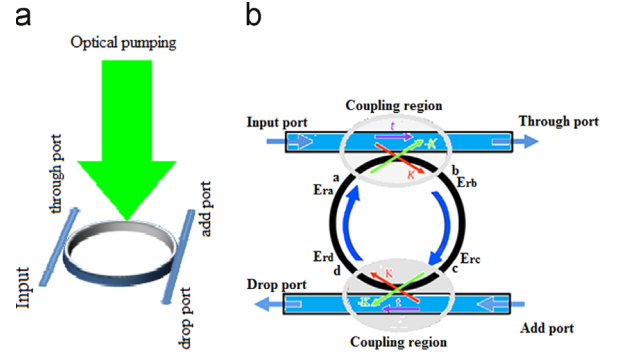 a
Optical pumping
through port
add port
Input
drop port
b
Coupling region
Input port
Through port
t
-K
K
a
b
Era
Erb
Erd
Erc
d
c
K
-K
t
Drop port
Add port
Coupling region